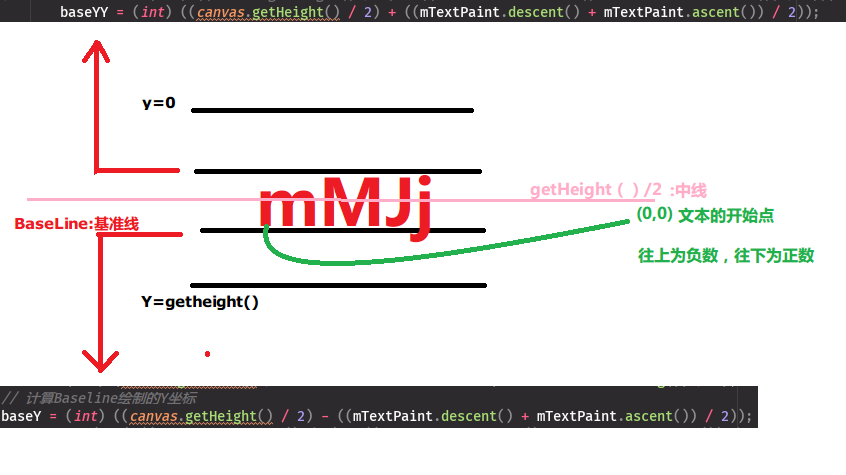 baseYY = (int) ((canvas.getHeight() / 2) + ((mTextPaint.descent() + mTextPaint.ascent()) / 2));
y=0
mMJj
getHeight ( ) /2 :中线
(0,0) 文本的开始点
BaseLine:基准线
往上为负数，往下为正数
Y=getheight()
// 计算Baseline绘制的Y坐标
baseY = (int) ((canvas.getHeight() / 2) - ((mTextPaint.descent() + mTextPaint.ascent()) / 2));